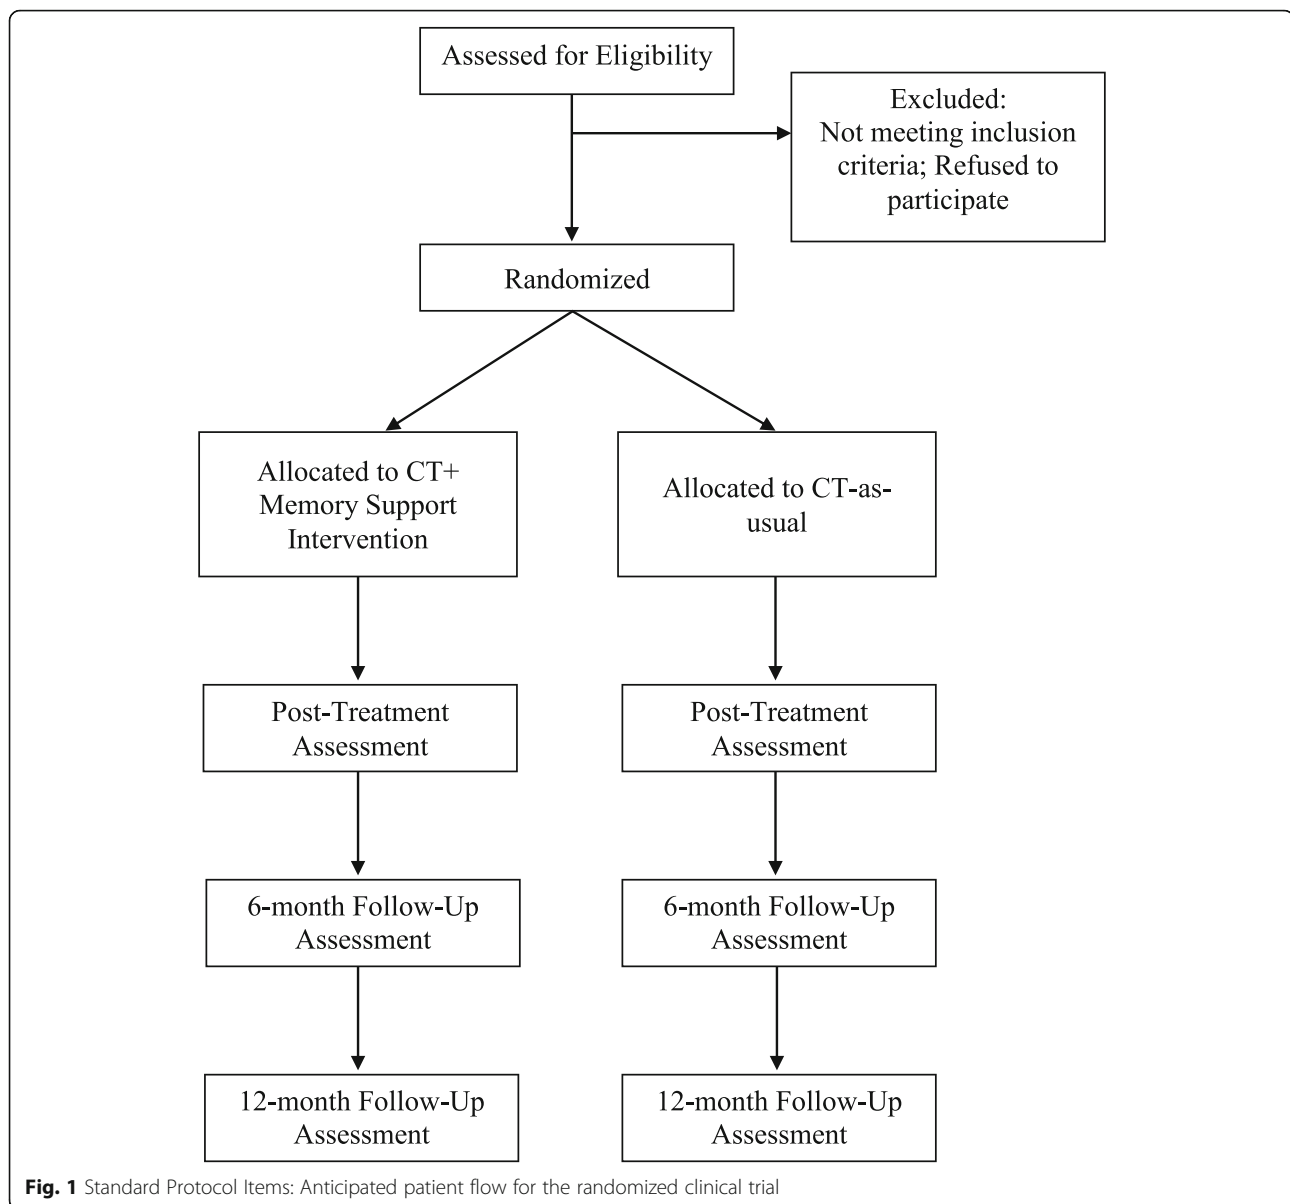 Assessed for Eligibility
Excluded:
Not meeting inclusion
criteria; Refused to
participate
Randomized
Allocated to CT+
Memory Support
Intervention
Allocated to CT-as-
usual
Post-Treatment
Assessment
Post-Treatment
Assessment
6-month Follow-Up
Assessment
6-month Follow-Up
Assessment
12-month Follow-Up
Assessment
12-month Follow-Up
Assessment
Fig. 1 Standard Protocol Items: Anticipated patient flow for the randomized clinical trial